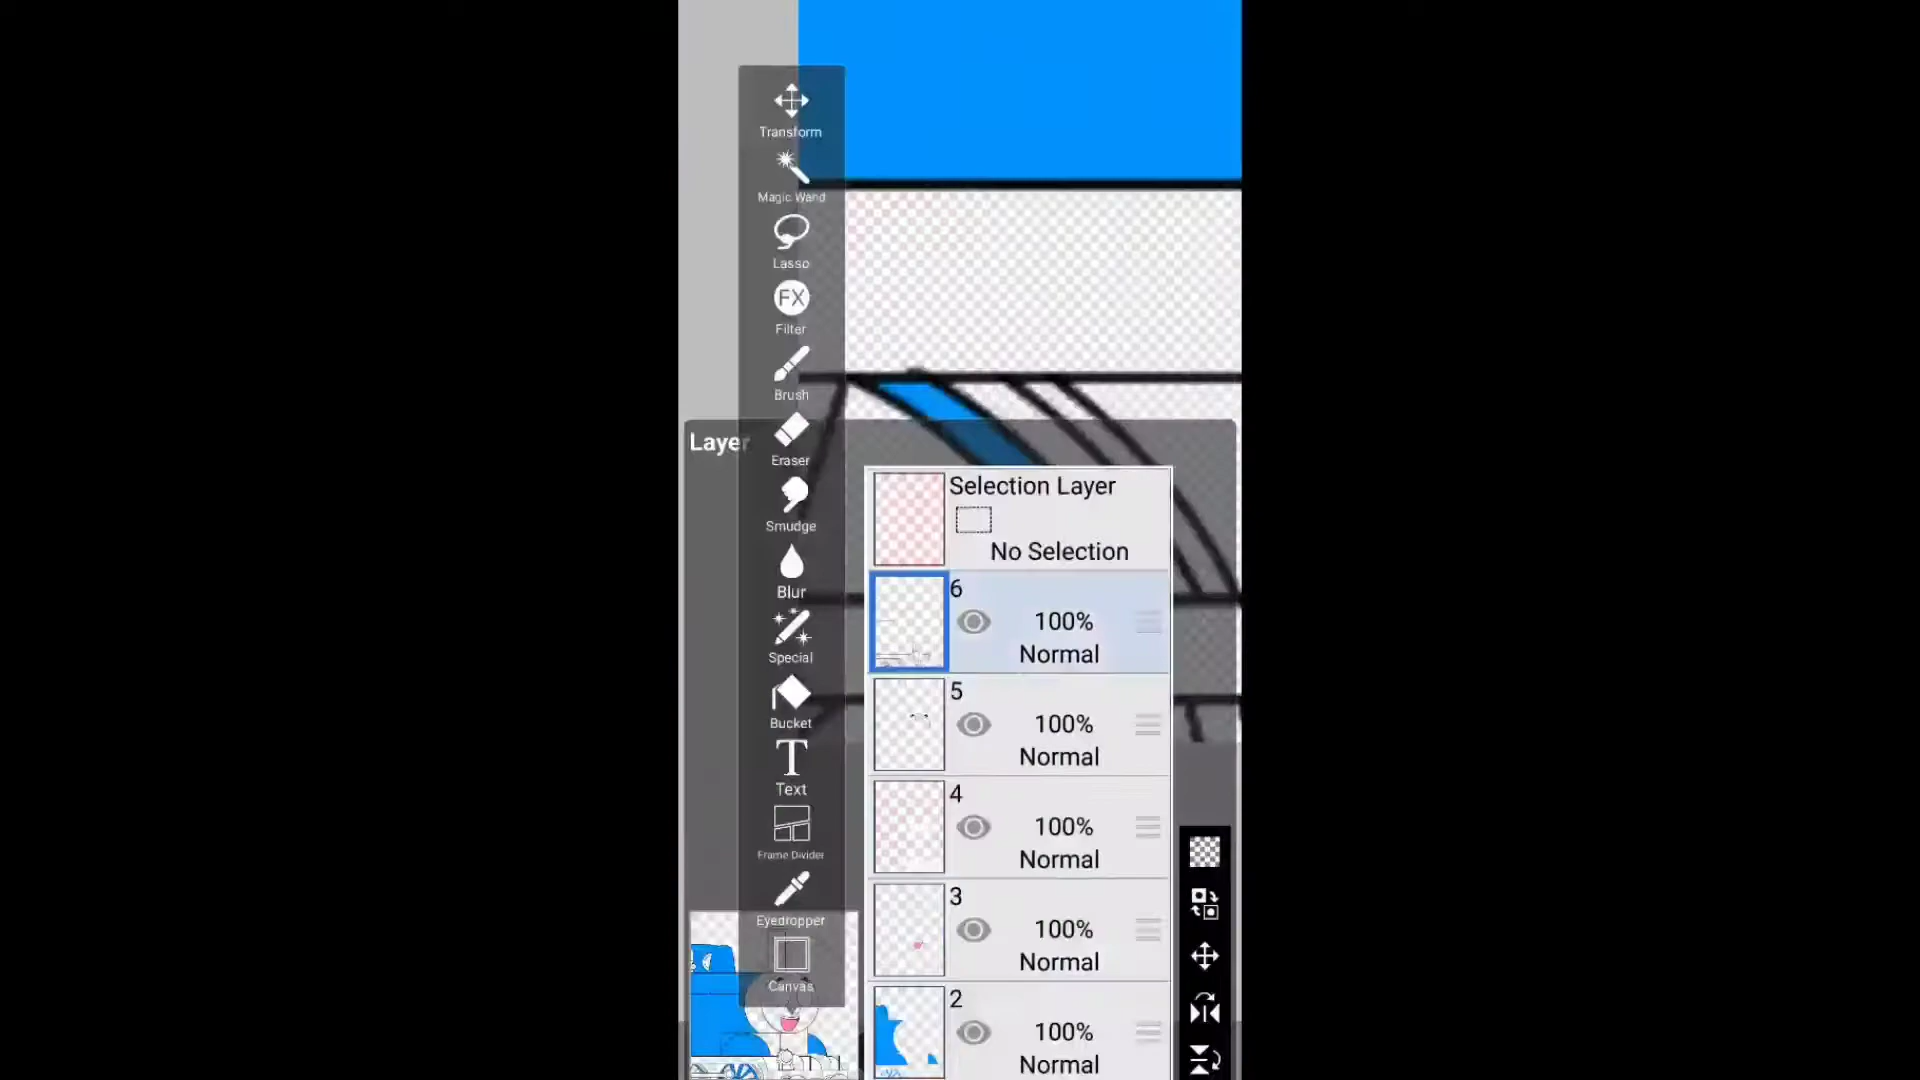 Transform
Magic Wand
Lasso
FX
Filter
Brush
Layer
Eraser
Smudge
Blur
Special
Bucket
T
Text
Frame Divider
Eyedropper
Canvas
Selection Layer
No Selection
6
100%
Normal
5
100%
Normal
4
100%
Normal
3
100%
Normal
2
100%
Normal